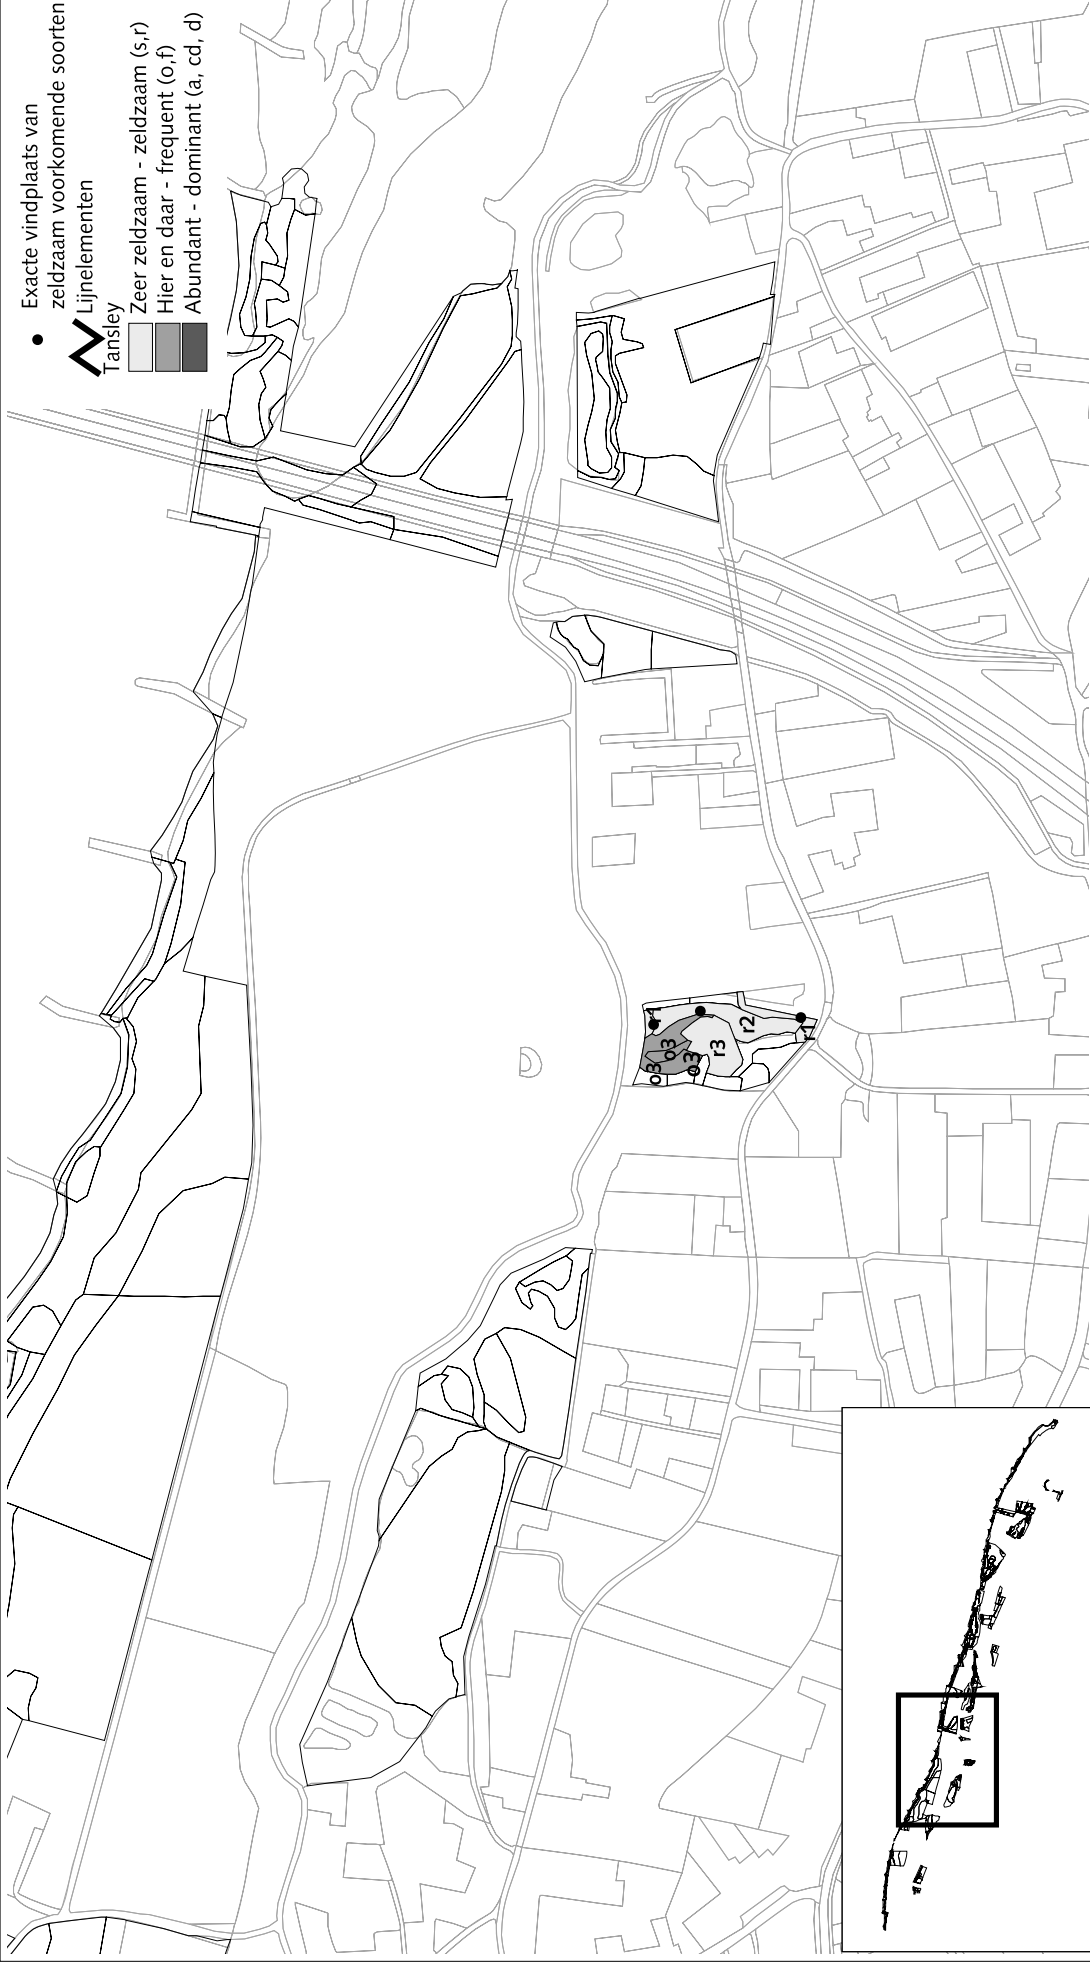 Exacte vindplaats van
zeldzaam voorkomende soorten
Lijnelementen
Tansley
Zeer zeldzaam - zeldzaam (s,r)
Hier en daar - frequent (o,f)
Abundant - dominant (a, cd, d)
r1
o3
o3
o3
r3
r2
r1